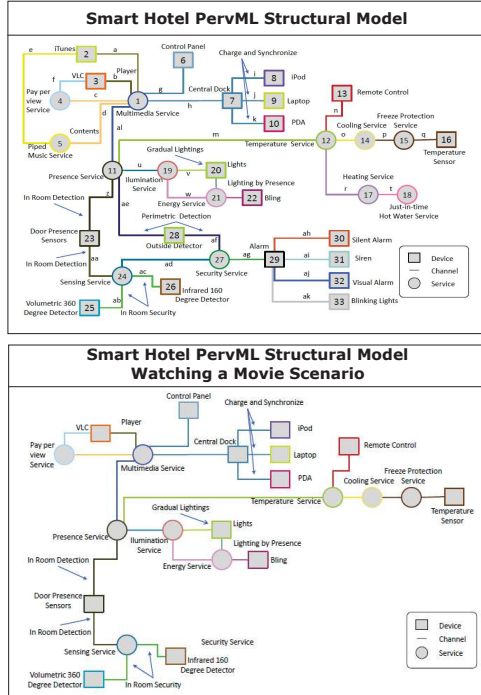 Smart Hotel PervML Structural Model
e
iTunes
2
a
Control Panel
6
Charge and Synchronize
VLC
Player
f
3
b
g
i
8
iPod
13
Remote Control
Pay per view Service
4
c
1
Multimedia Service
h
Central Dock
7
j
9
Laptop
n
Freeze Protection Service
d
Contents
k
10
PDA
Cooling Service
5
Piped Music Service
al
m
Temperature Service
12
o
14
p
15
q
16
Temperature Sensor
Gradual Lightings
Presence Service
11
u
19
v
20
Lights
Heating Service
r
17
t
18
Just-in-time Hot Water Service
Ilumination Service
Lighting by Presence
z
w
21
22
Bling
Energy Service
In Room Detection
ae
Perimetric Detection
Door Presence Sensors
23
28
Outside Detector
af
Alarm
ah
30
Silent Alarm
In Room Detection
aa
ad
27
Security Service
ag
29
ai
31
Siren
Sensing Service
24
ac
26
Infrared 160 Degree Detector
aj
32
Visual Alarm
ab
In Room Security
ak
33
Blinking Lights
Volumetric 360 Degree Detector
25
Device
Channel
Service
Smart Hotel PervML Structural Model
Watching a Movie Scenario
Control Panel
Charge and Synchronize
VLC
Player
iPod
Remote Control
Pay per view Service
Multimedia Service
Central Dock
Laptop
Freeze Protection Service
PDA
Cooling Service
Temperature Service
Temperature Sensor
Gradual Lightings
Presence Service
Ilumination Service
Lights
Lighting by Presence
Energy Service
Bling
In Room Detection
Door Presence Sensors
In Room Detection
Security Service
Sensing Service
Infrared 160 Degree Detector
Volumetric 360 Degree Detector
In Room Security
Device
Channel
Service